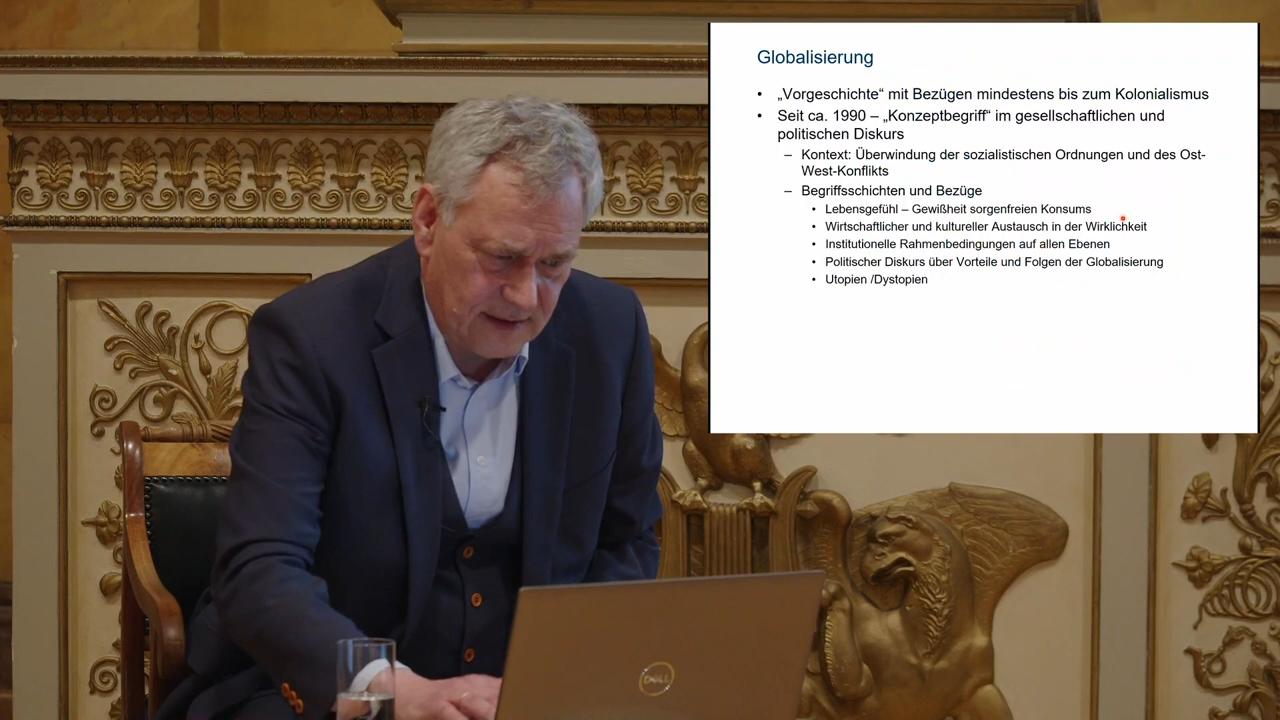 Globalisierung
• „Vorgeschichte“ mit Bezügen mindestens bis zum Kolonialismus
• Seit ca. 1990 – „Konzeptbegriff“ im gesellschaftlichen und
politischen Diskurs
– Kontext: Überwindung der sozialistischen Ordnungen und des Ost-
West-Konflikts
– Begriffsschichten und Bezüge
• Lebensgefühl – Gewißheit sorgenfreien Konsums
• Wirtschaftlicher und kultureller Austausch in der Wirklichkeit
• Institutionelle Rahmenbedingungen auf allen Ebenen
• Politischer Diskurs über Vorteile und Folgen der Globalisierung
• Utopien /Dystopien
DELL